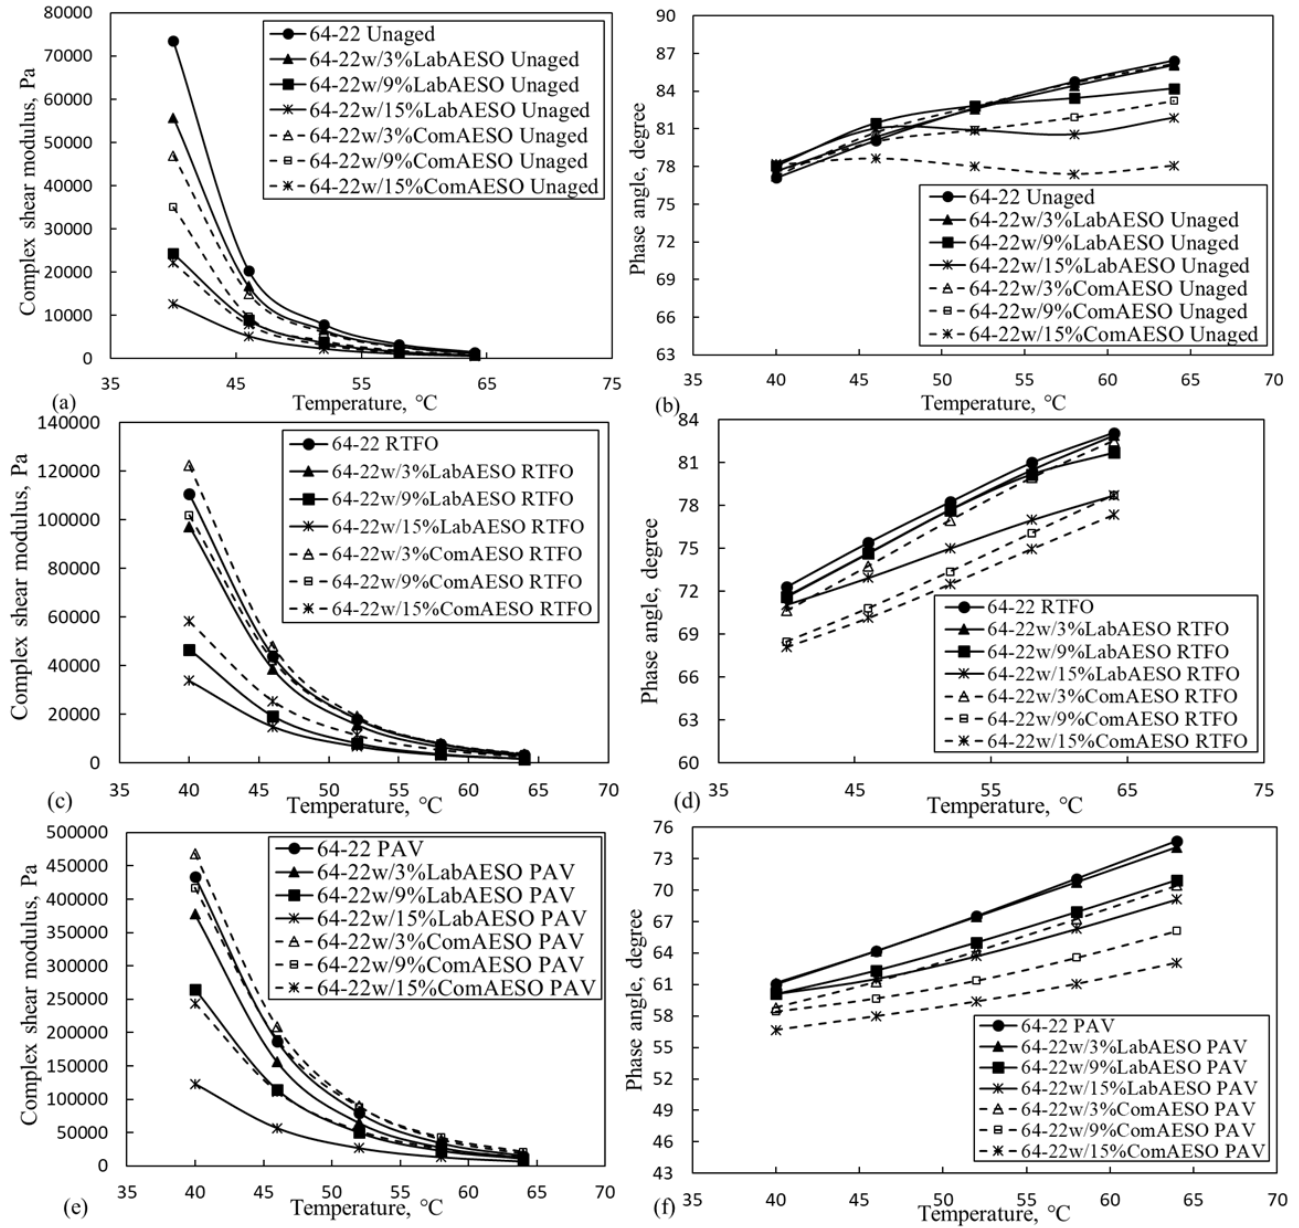 80000
70000
60000
50000
40000
30000
20000
10000
0
Complex shear modulus, Pa
64-22 Unaged
64-22w/3%LabAESO Unaged
64-22w/9%LabAESO Unaged
64-22w/15%LabAESO Unaged
64-22w/3%ComAESO Unaged
64-22w/9%ComAESO Unaged
64-22w/15%ComAESO Unaged
35 45 55 65 75
(a) Temperature, °C
90
87
84
81
78
75
72
69
66
63
Phase angle, degree
64-22 Unaged
64-22w/3%LabAESO Unaged
64-22w/9%LabAESO Unaged
64-22w/15%LabAESO Unaged
64-22w/3%ComAESO Unaged
64-22w/9%ComAESO Unaged
64-22w/15%ComAESO Unaged
35 40 45 50 55 60 65 70
(b) Temperature, °C
140000
120000
100000
80000
60000
40000
20000
0
Complex shear modulus, Pa
64-22 RTFO
64-22w/3%LabAESO RTFO
64-22w/9%LabAESO RTFO
64-22w/15%LabAESO RTFO
64-22w/3%ComAESO RTFO
64-22w/9%ComAESO RTFO
64-22w/15%ComAESO RTFO
35 40 45 50 55 60 65 70
(c) Temperature, °C
84
81
78
75
72
69
66
63
60
Phase angle, degree
64-22 RTFO
64-22w/3%LabAESO RTFO
64-22w/9%LabAESO RTFO
64-22w/15%LabAESO RTFO
64-22w/3%ComAESO RTFO
64-22w/9%ComAESO RTFO
64-22w/15%ComAESO RTFO
35 45 55 65 75
(d) Temperature, °C
500000
450000
400000
350000
300000
250000
200000
150000
100000
50000
0
Complex shear modulus, Pa
64-22 PAV
64-22w/3%LabAESO PAV
64-22w/9%LabAESO PAV
64-22w/15%LabAESO PAV
64-22w/3%ComAESO PAV
64-22w/9%ComAESO PAV
64-22w/15%ComAESO PAV
35 40 45 50 55 60 65 70
(e) Temperature, °C
76
73
70
67
64
61
58
55
52
49
46
43
Phase angle, degree
64-22 PAV
64-22w/3%LabAESO PAV
64-22w/9%LabAESO PAV
64-22w/15%LabAESO PAV
64-22w/3%ComAESO PAV
64-22w/9%ComAESO PAV
64-22w/15%ComAESO PAV
35 40 45 50 55 60 65 70
(f) Temperature, °C